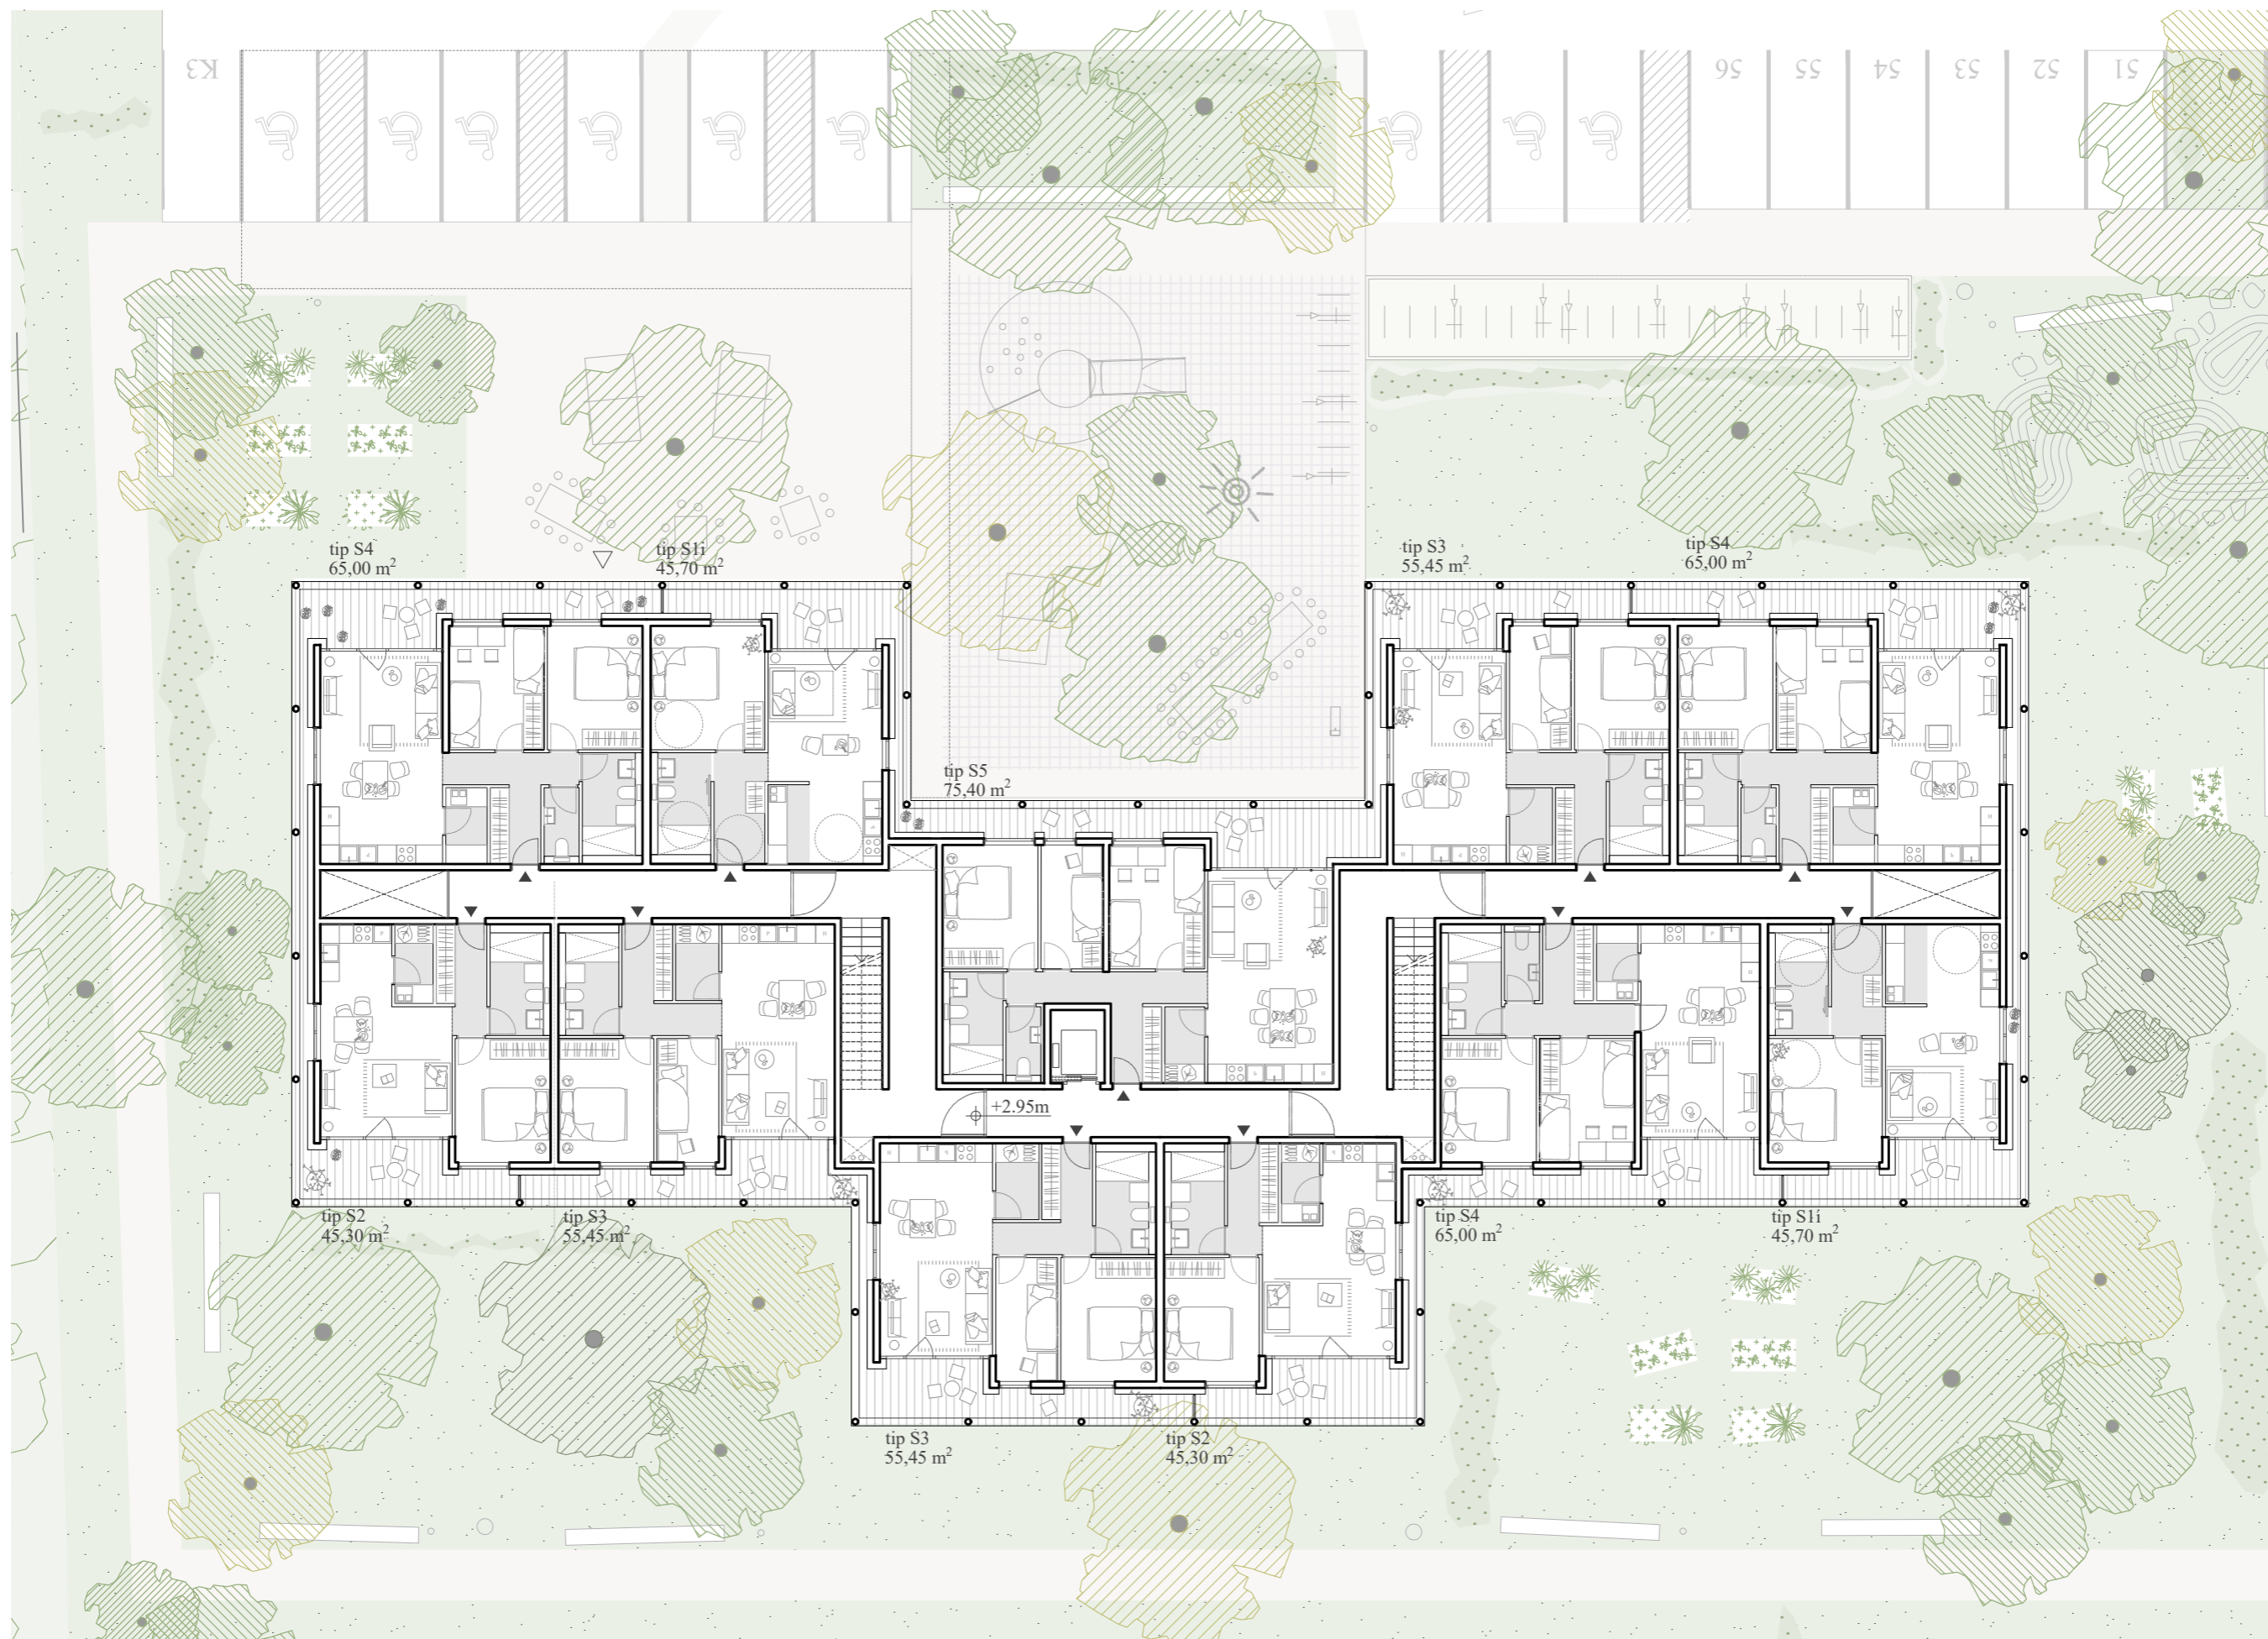 K3
56
55
54
53
52
51
tip S4
65,00 m²
tip S1i
45,70 m²
tip S3
55,45 m²
tip S4
65,00 m²
tip S5
75,40 m²
+2.95m
tip S2
45,30 m²
tip S3
55,45 m²
tip S4
65,00 m²
tip S1i
45,70 m²
tip S3
55,45 m²
tip S2
45,30 m²